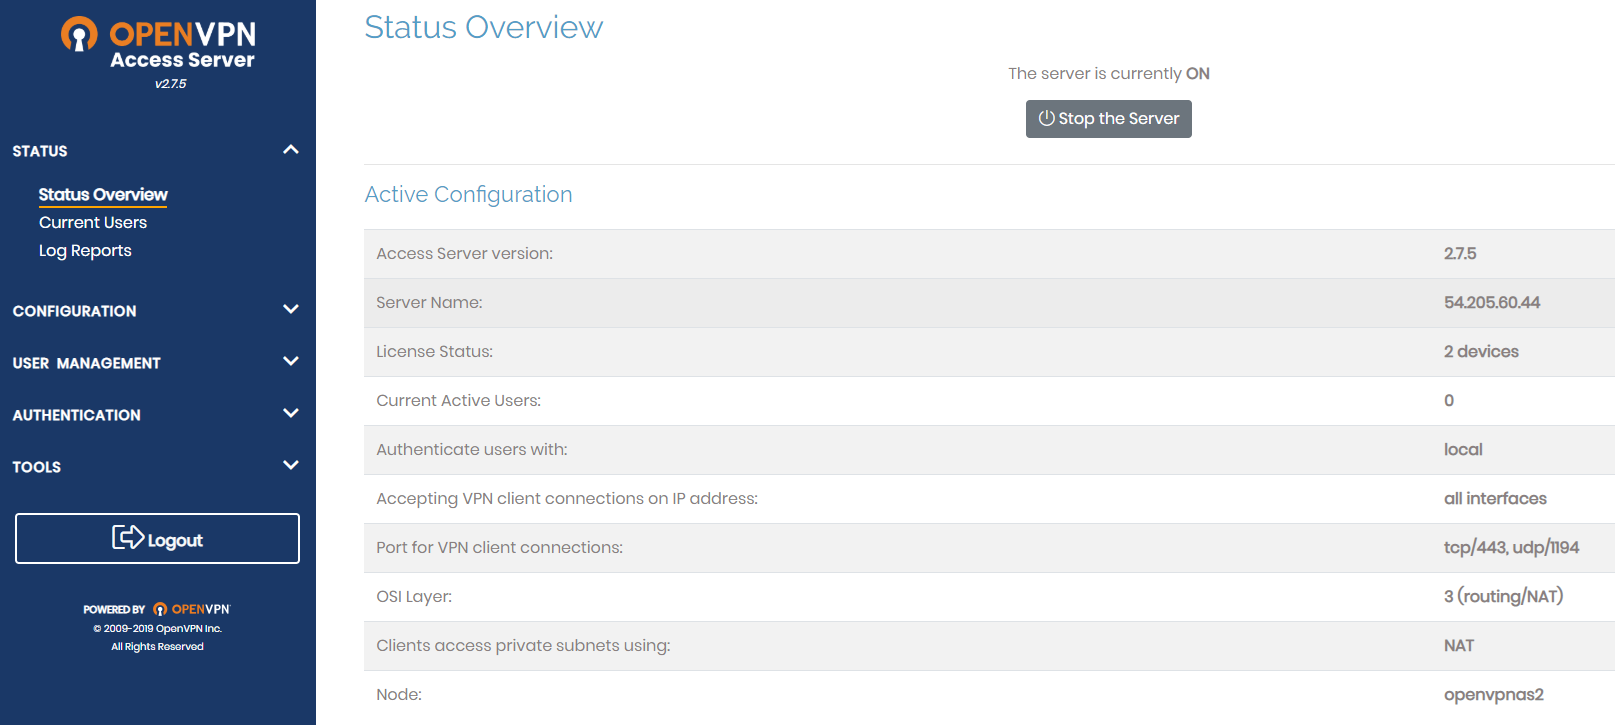 OPENVPN
Access Server
v2.7.5
STATUS
Status Overview
Current Users
Log Reports
CONFIGURATION
USER MANAGEMENT
AUTHENTICATION
TOOLS
Logout
POWERED BY OPENVPN
© 2009-2019 OpenVPN Inc.
All Rights Reserved
Status Overview
The server is currently ON
Stop the Server
Active Configuration
Access Server version: 2.7.5
Server Name: 54.205.60.44
License Status: 2 devices
Current Active Users: 0
Authenticate users with: local
Accepting VPN client connections on IP address: all interfaces
Port for VPN client connections: tcp/443, udp/1194
OSI Layer: 3 (routing/NAT)
Clients access private subnets using: NAT
Node: openvpnas2